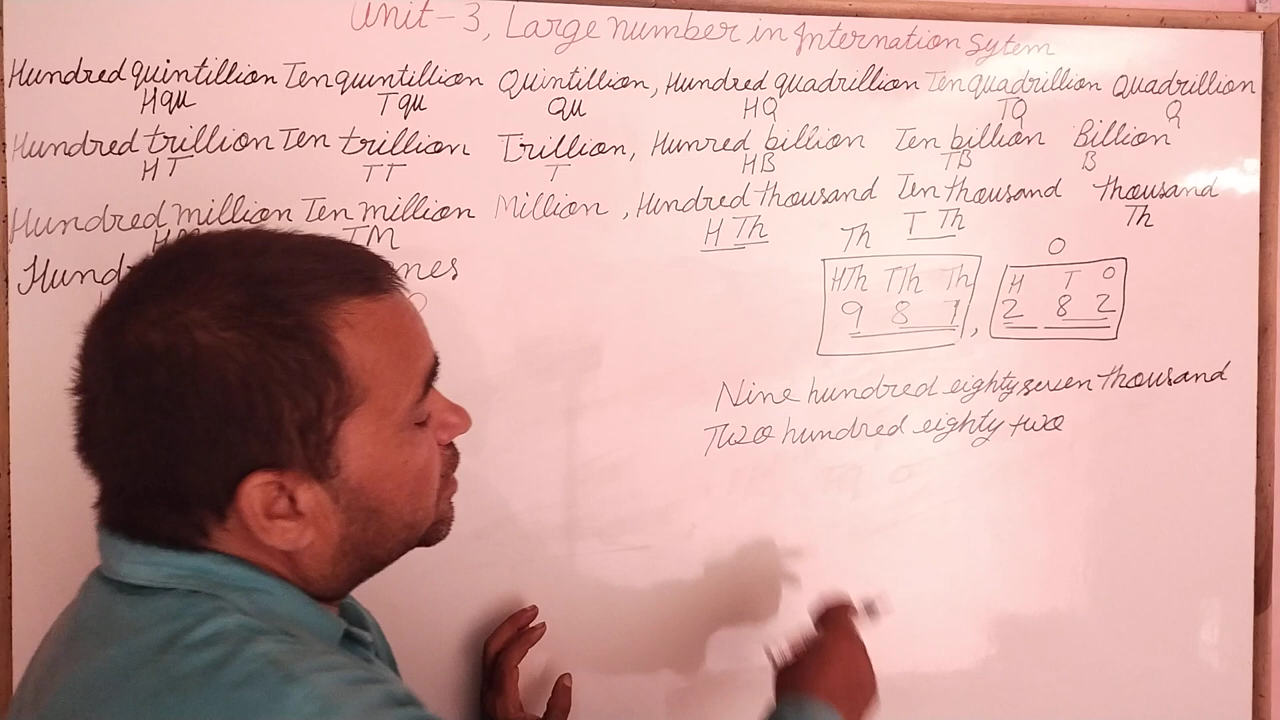 Unit-3, Large number in Internation Sytem
Hundred quintillion Ten quintillion Quintillion, Hundred quadrillion Ten quadrillion Quadrillion
Hqu Tqu Qu HQ TQ Q
Hundred trillion Ten trillion Trillion, Hunred billion Ten billion Billion
HT TT T HB TB B
Hundred million Ten million Million, Hundred thousand Ten thousand thousand
TM H Th T Th Th
Th O
HTh TTh Th H T O
9 8 7, 2 8 2
Nine hundred eighty seven thousand
Two hundred eighty two